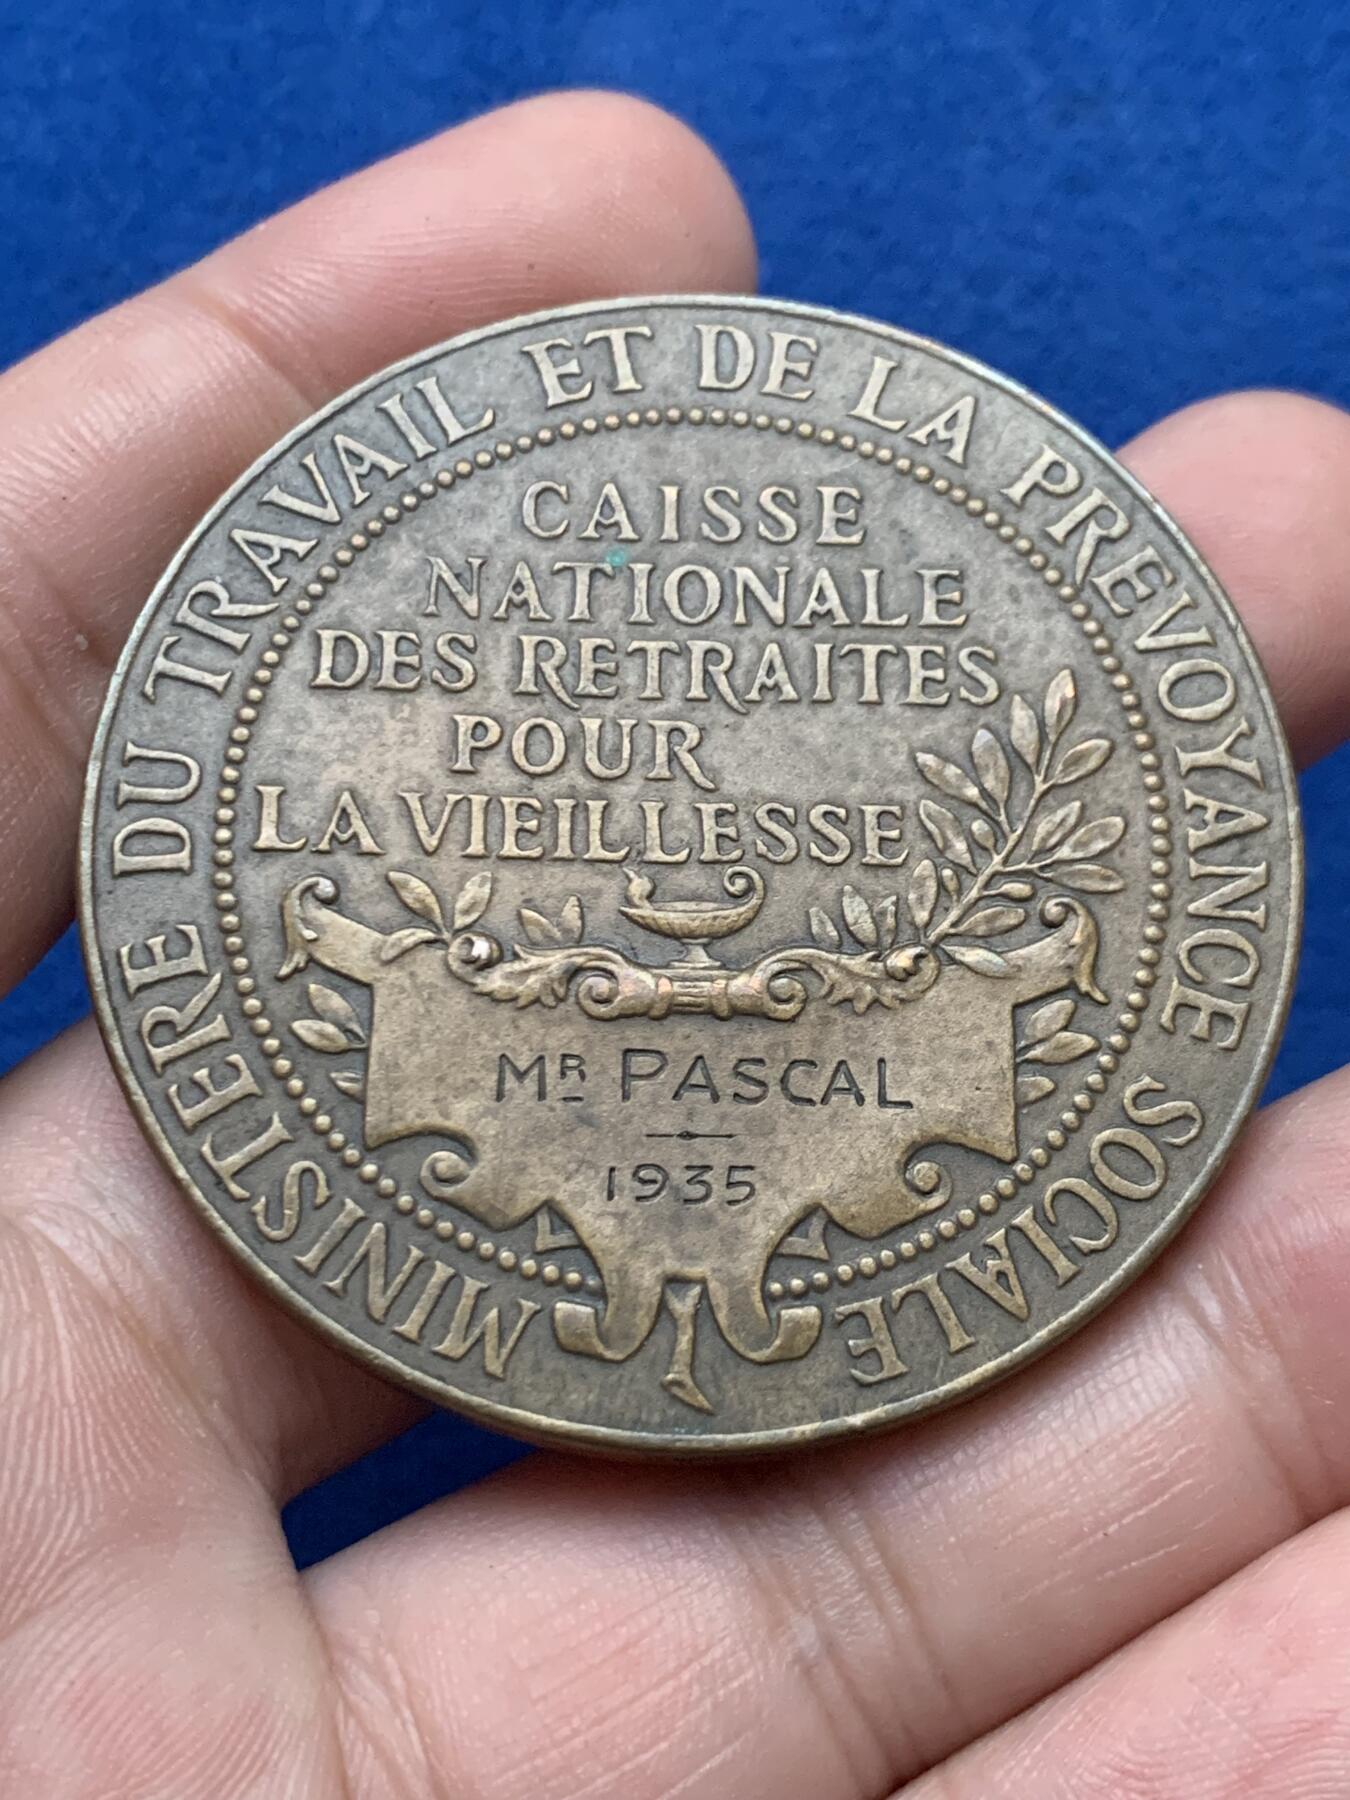 MINISTERE DU TRAVAIL ET DE LA PREVOYANCE SOCIALE
CAISSE
NATIONALE
DES RETRAITES
POUR
LA VIEILLESSE
MR PASCAL
1935